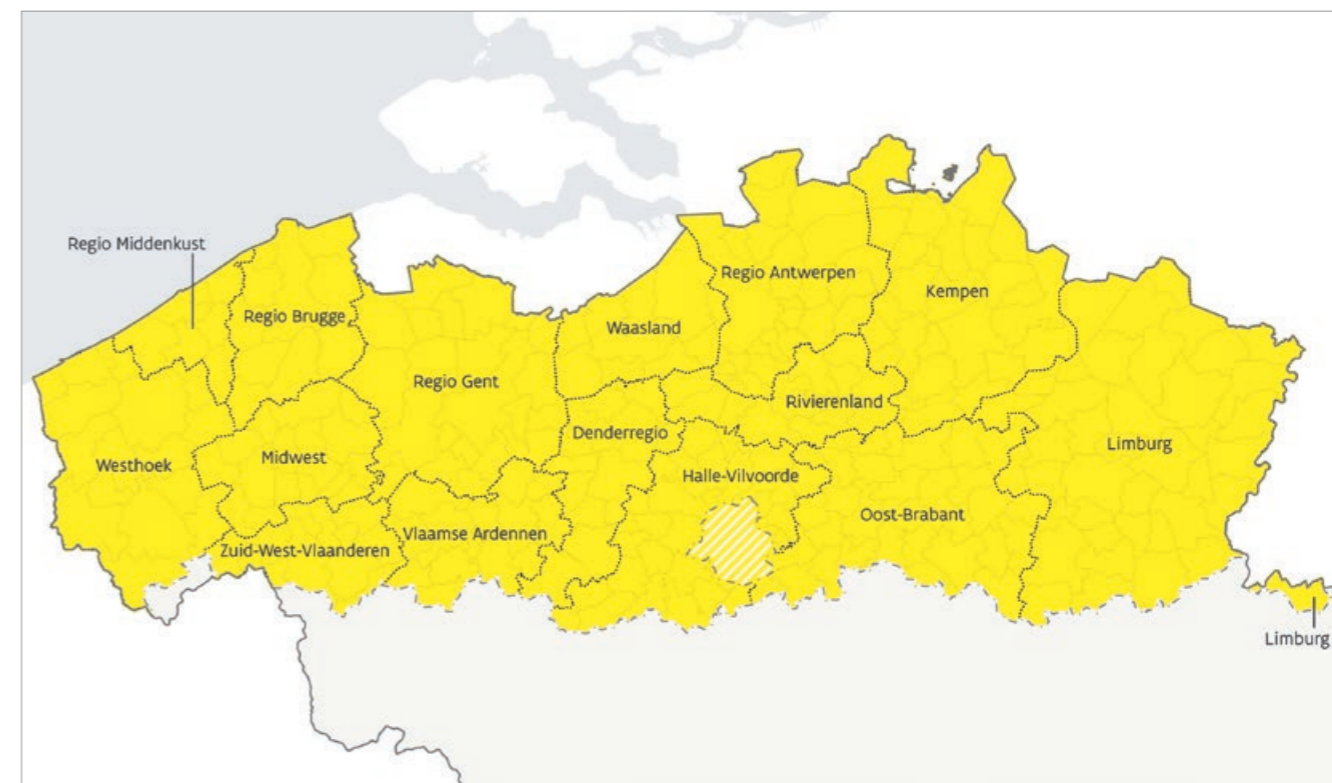 Regio Middenkust
Regio Brugge
Regio Antwerpen
Kempen
Waasland
Regio Gent
Rivierenland
Denderregio
Limburg
Westhoek
Midwest
Halle-Vilvoorde
Oost-Brabant
Vlaamse Ardennen
Zuid-West-Vlaanderen
Limburg